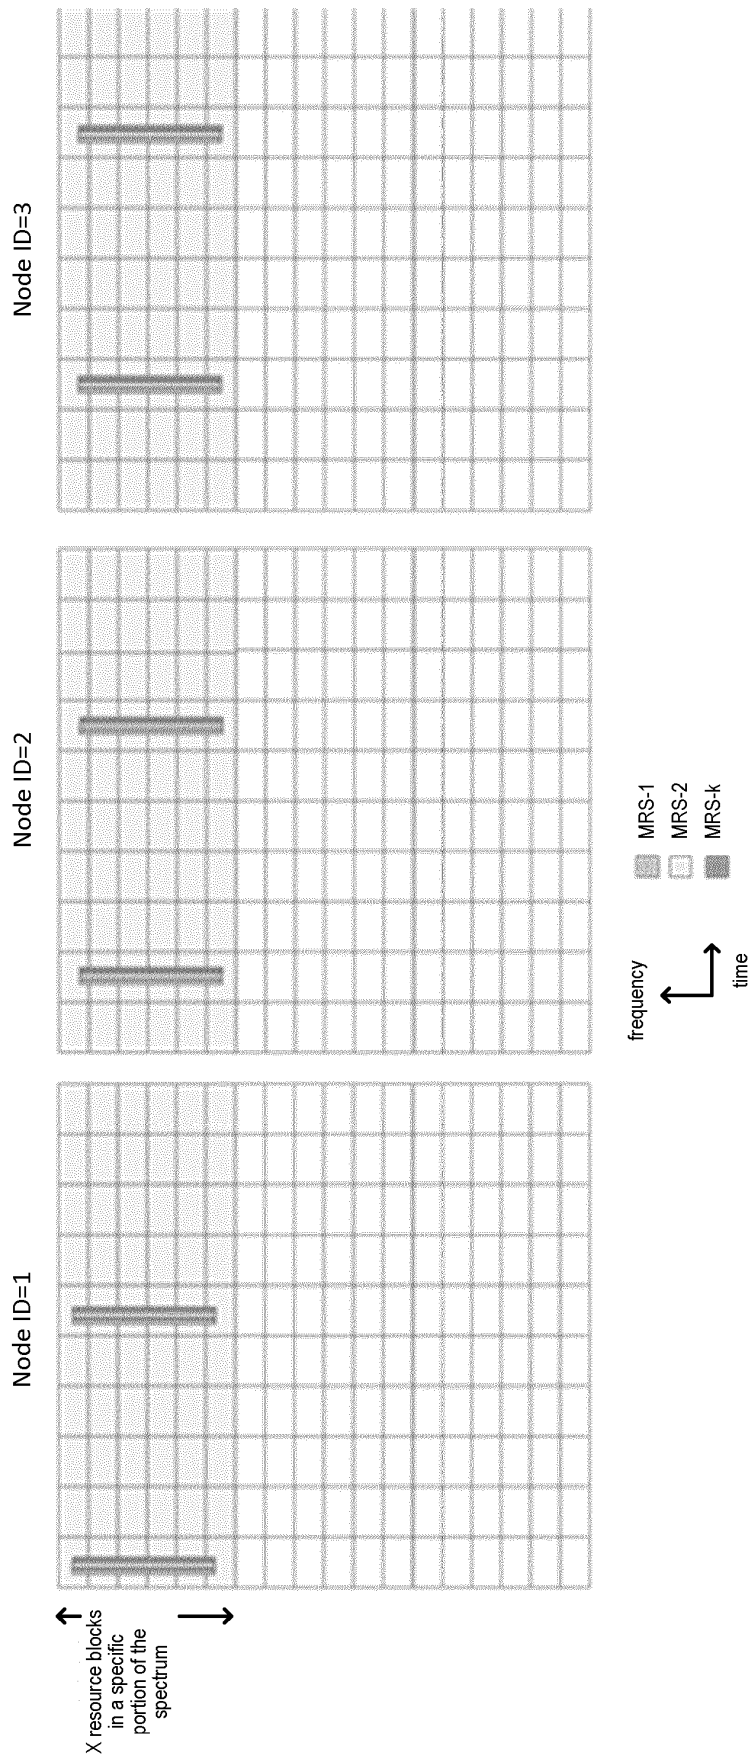 Node ID=1
Node ID=2
Node ID=3
X resource blocks
in a specific
portion of the
spectrum
frequency
time
MRS-1
MRS-2
MRS-k